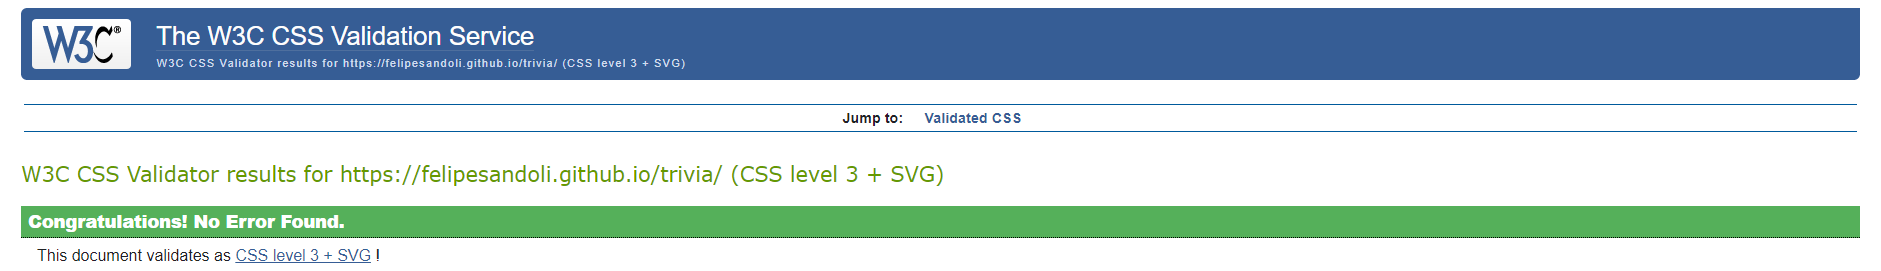 W3C®
The W3C CSS Validation Service
W3C CSS Validator results for https://felipesandoli.github.io/trivia/ (CSS level 3 + SVG)
Jump to: Validated CSS
W3C CSS Validator results for https://felipesandoli.github.io/trivia/ (CSS level 3 + SVG)
Congratulations! No Error Found.
This document validates as CSS level 3 + SVG !